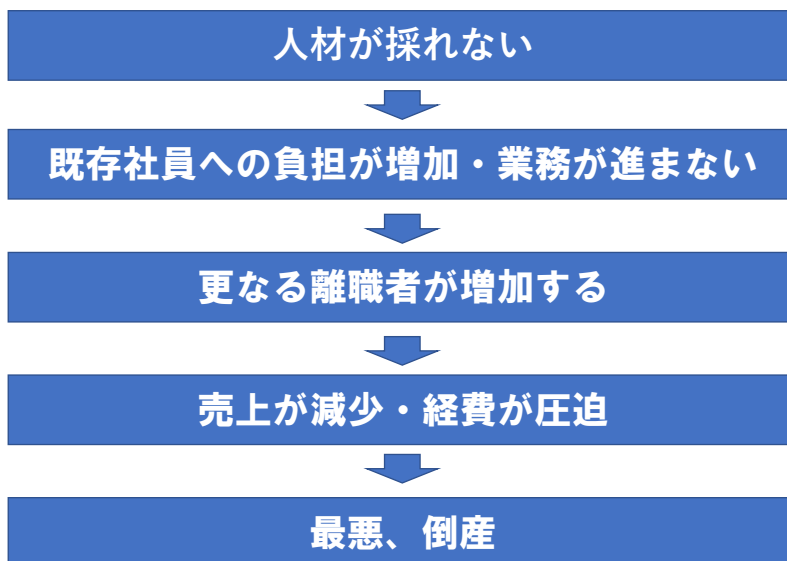 人材が採れない
既存社員への負担が増加・業務が進まない
更なる離職者が増加する
売上が減少・経費が圧迫
最悪、倒産